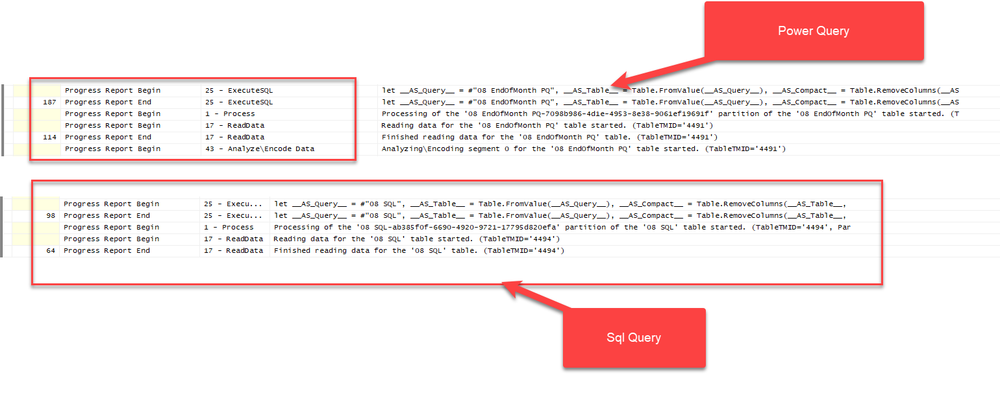 Power Query
Progress Report Begin 25 - ExecuteSQL let __AS_Query__ = #"08 EndOfMonth PQ", __AS_Table__ = Table.FromValue(__AS_Query__), __AS_Compact__ = Table.RemoveColumns(__AS
187 Progress Report End 25 - ExecuteSQL let __AS_Query__ = #"08 EndOfMonth PQ", __AS_Table__ = Table.FromValue(__AS_Query__), __AS_Compact__ = Table.RemoveColumns(__AS
Progress Report Begin 1 - Process Processing of the '08 EndOfMonth PQ-7098b986-4d1e-4953-8e38-9061ef19691f' partition of the '08 EndOfMonth PQ' table started. (T
Progress Report Begin 17 - ReadData Reading data for the '08 EndOfMonth PQ' table started. (TableTMID='4491')
114 Progress Report End 17 - ReadData Finished reading data for the '08 EndOfMonth PQ' table. (TableTMID='4491')
Progress Report Begin 43 - Analyze\Encode Data Analyzing\Encoding segment 0 for the '08 EndOfMonth PQ' table started. (TableTMID='4491')
Progress Report Begin 25 - Execu... let __AS_Query__ = #"08 SQL", __AS_Table__ = Table.FromValue(__AS_Query__), __AS_Compact__ = Table.RemoveColumns(__AS_Table__,
98 Progress Report End 25 - Execu... let __AS_Query__ = #"08 SQL", __AS_Table__ = Table.FromValue(__AS_Query__), __AS_Compact__ = Table.RemoveColumns(__AS_Table__,
Progress Report Begin 1 - Process Processing of the '08 SQL-ab385f0f-6690-4920-9721-17795d820efa' partition of the '08 SQL' table started. (TableTMID='4494', Par
Progress Report Begin 17 - ReadData Reading data for the '08 SQL' table started. (TableTMID='4494')
64 Progress Report End 17 - ReadData Finished reading data for the '08 SQL' table. (TableTMID='4494')
Sql Query